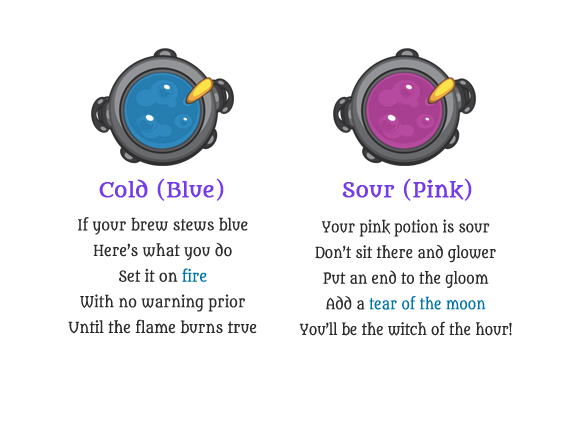 Cold (Blue)
If your brew stews blue
Here's what you do
Set it on fire
With no warning prior
Until the flame burns true
Sour (Pink)
Your pink potion is sour
Don't sit there and glower
Put an end to the gloom
Add a tear of the moon
You'll be the witch of the hour!